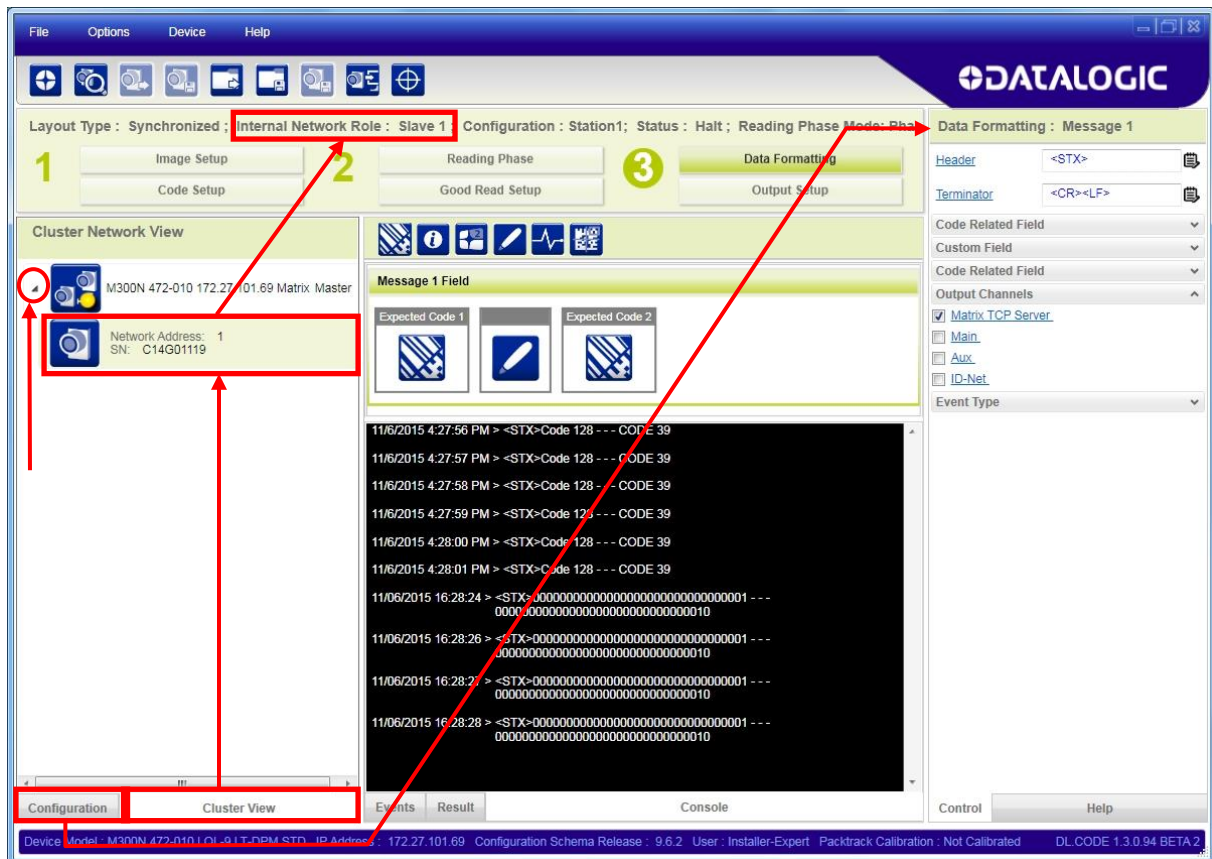 File Options Device Help
DATALOGIC
Layout Type : Synchronized ; Internal Network Role : Slave 1 ; Configuration : Station1; Status : Halt ; Reading Phase Mode: Pha
1 Image Setup
Code Setup
2 Reading Phase
Good Read Setup
3 Data Formatting
Output Setup
Cluster Network View
M300N 472-010 172.27.101.69 Matrix Master
Network Address: 1
SN: C14G01119
Configuration Cluster View
Message 1 Field
Expected Code 1 Expected Code 2
11/6/2015 4:27:56 PM > <STX>Code 128 - - - CODE 39
11/6/2015 4:27:57 PM > <STX>Code 128 - - - CODE 39
11/6/2015 4:27:58 PM > <STX>Code 128 - - - CODE 39
11/6/2015 4:27:59 PM > <STX>Code 128 - - - CODE 39
11/6/2015 4:28:00 PM > <STX>Code 128 - - - CODE 39
11/6/2015 4:28:01 PM > <STX>Code 128 - - - CODE 39
11/06/2015 16:28:24 > <STX>00000000000000000000000000000001 - - -
00000000000000000000000000000010
11/06/2015 16:28:26 > <STX>00000000000000000000000000000001 - - -
00000000000000000000000000000010
11/06/2015 16:28:27 > <STX>00000000000000000000000000000001 - - -
00000000000000000000000000000010
11/06/2015 16:28:28 > <STX>00000000000000000000000000000001 - - -
00000000000000000000000000000010
Events Result Console
Data Formatting : Message 1
Header <STX>
Terminator <CR><LF>
Code Related Field
Custom Field
Code Related Field
Output Channels
Matrix TCP Server
Main
Aux
ID-Net
Event Type
Control Help
Device Model : M300N 472-010 LQL-9 LT-DPM STD IP Address : 172.27.101.69 Configuration Schema Release : 9.6.2 User : Installer-Expert Packtrack Calibration : Not Calibrated DL.CODE 1.3.0.94 BETA 2